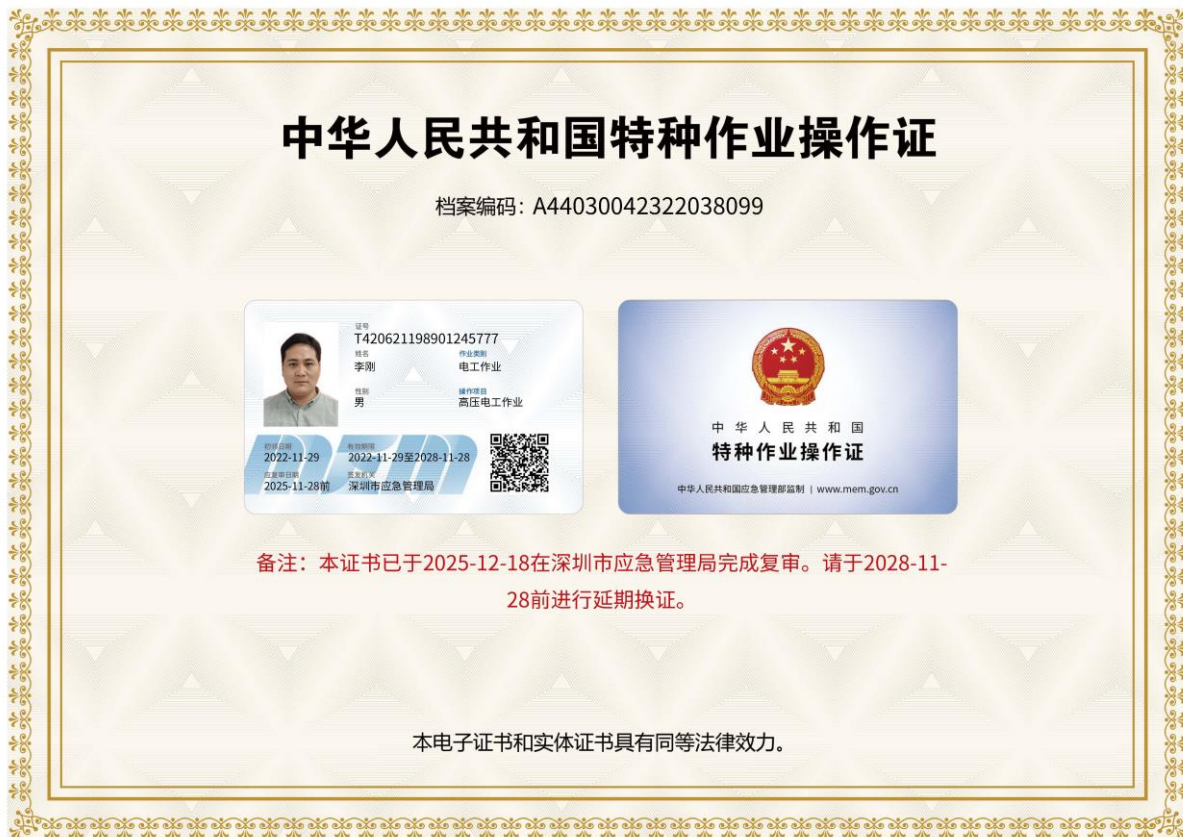 中华人民共和国特种作业操作证
档案编码：A44030042322038099
证号
T420621198901245777
姓名 作业类别
李刚 电工作业
性别 操作项目
男 高压电工作业
初领日期 有效期限
2022-11-29 2022-11-29至2028-11-28
应复审日期 签发机关
2025-11-28前 深圳市应急管理局
中华人民共和国
特种作业操作证
中华人民共和国应急管理部监制 | www.mem.gov.cn
备注：本证书已于2025-12-18在深圳市应急管理局完成复审。请于2028-11-
28前进行延期换证。
本电子证书和实体证书具有同等法律效力。